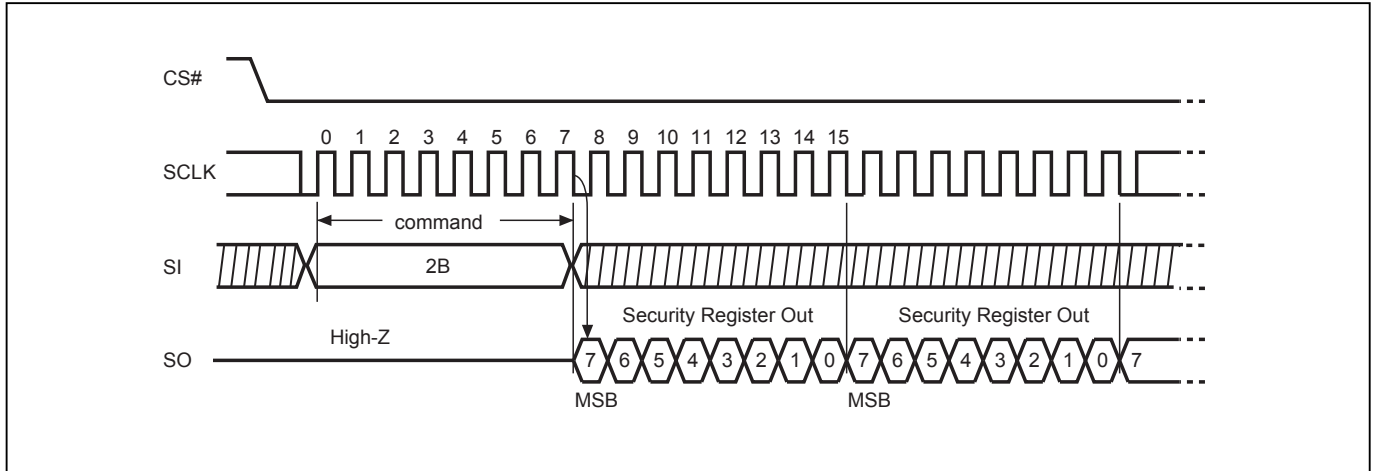 CS#
0 1 2 3 4 5 6 7 8 9 10 11 12 13 14 15
SCLK
command
SI
2B
Security Register Out Security Register Out
High-Z
SO
7 6 5 4 3 2 1 0 7 6 5 4 3 2 1 0 7
MSB MSB